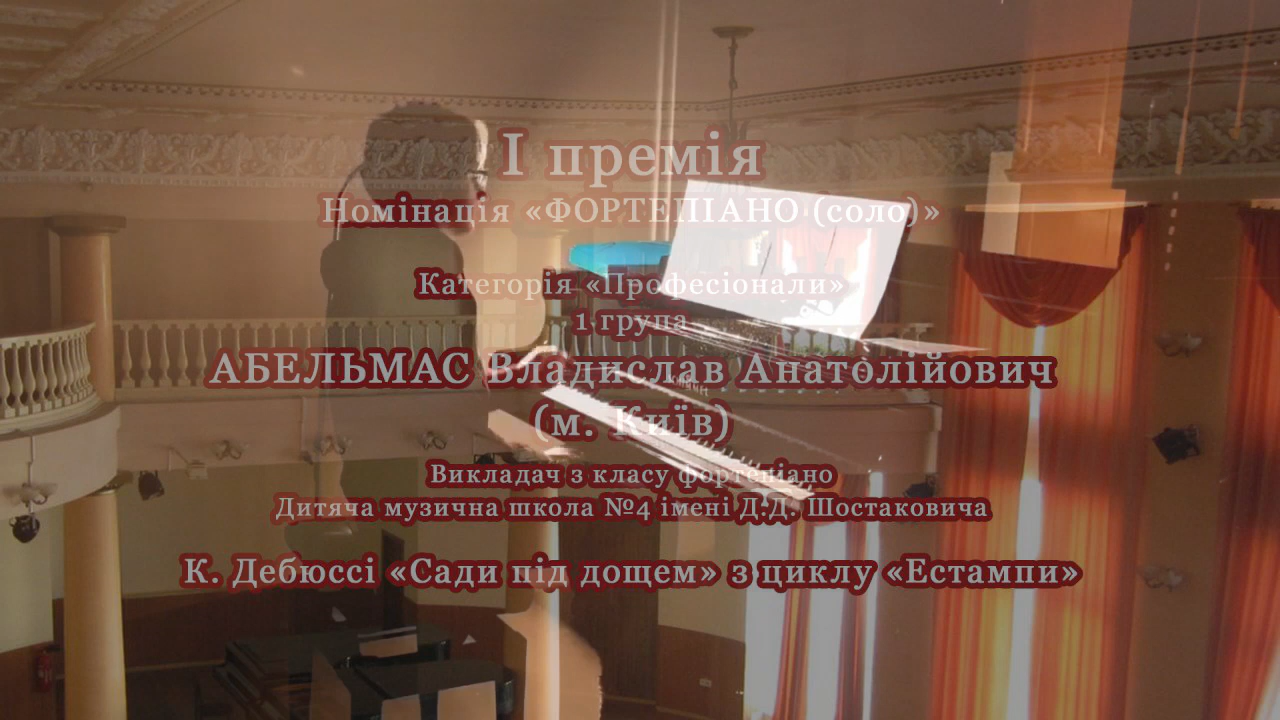 І премія
Номінація «ФОРТЕПІАНО (соло)»
Категорія «Професіонали»
1 група
АБЕЛЬМАС Владислав Анатолійович
(м. Київ)
Викладач з класу фортепіано
Дитяча музична школа №4 імені Д.Д. Шостаковича
К. Дебюссі «Сади під дощем» з циклу «Естампи»